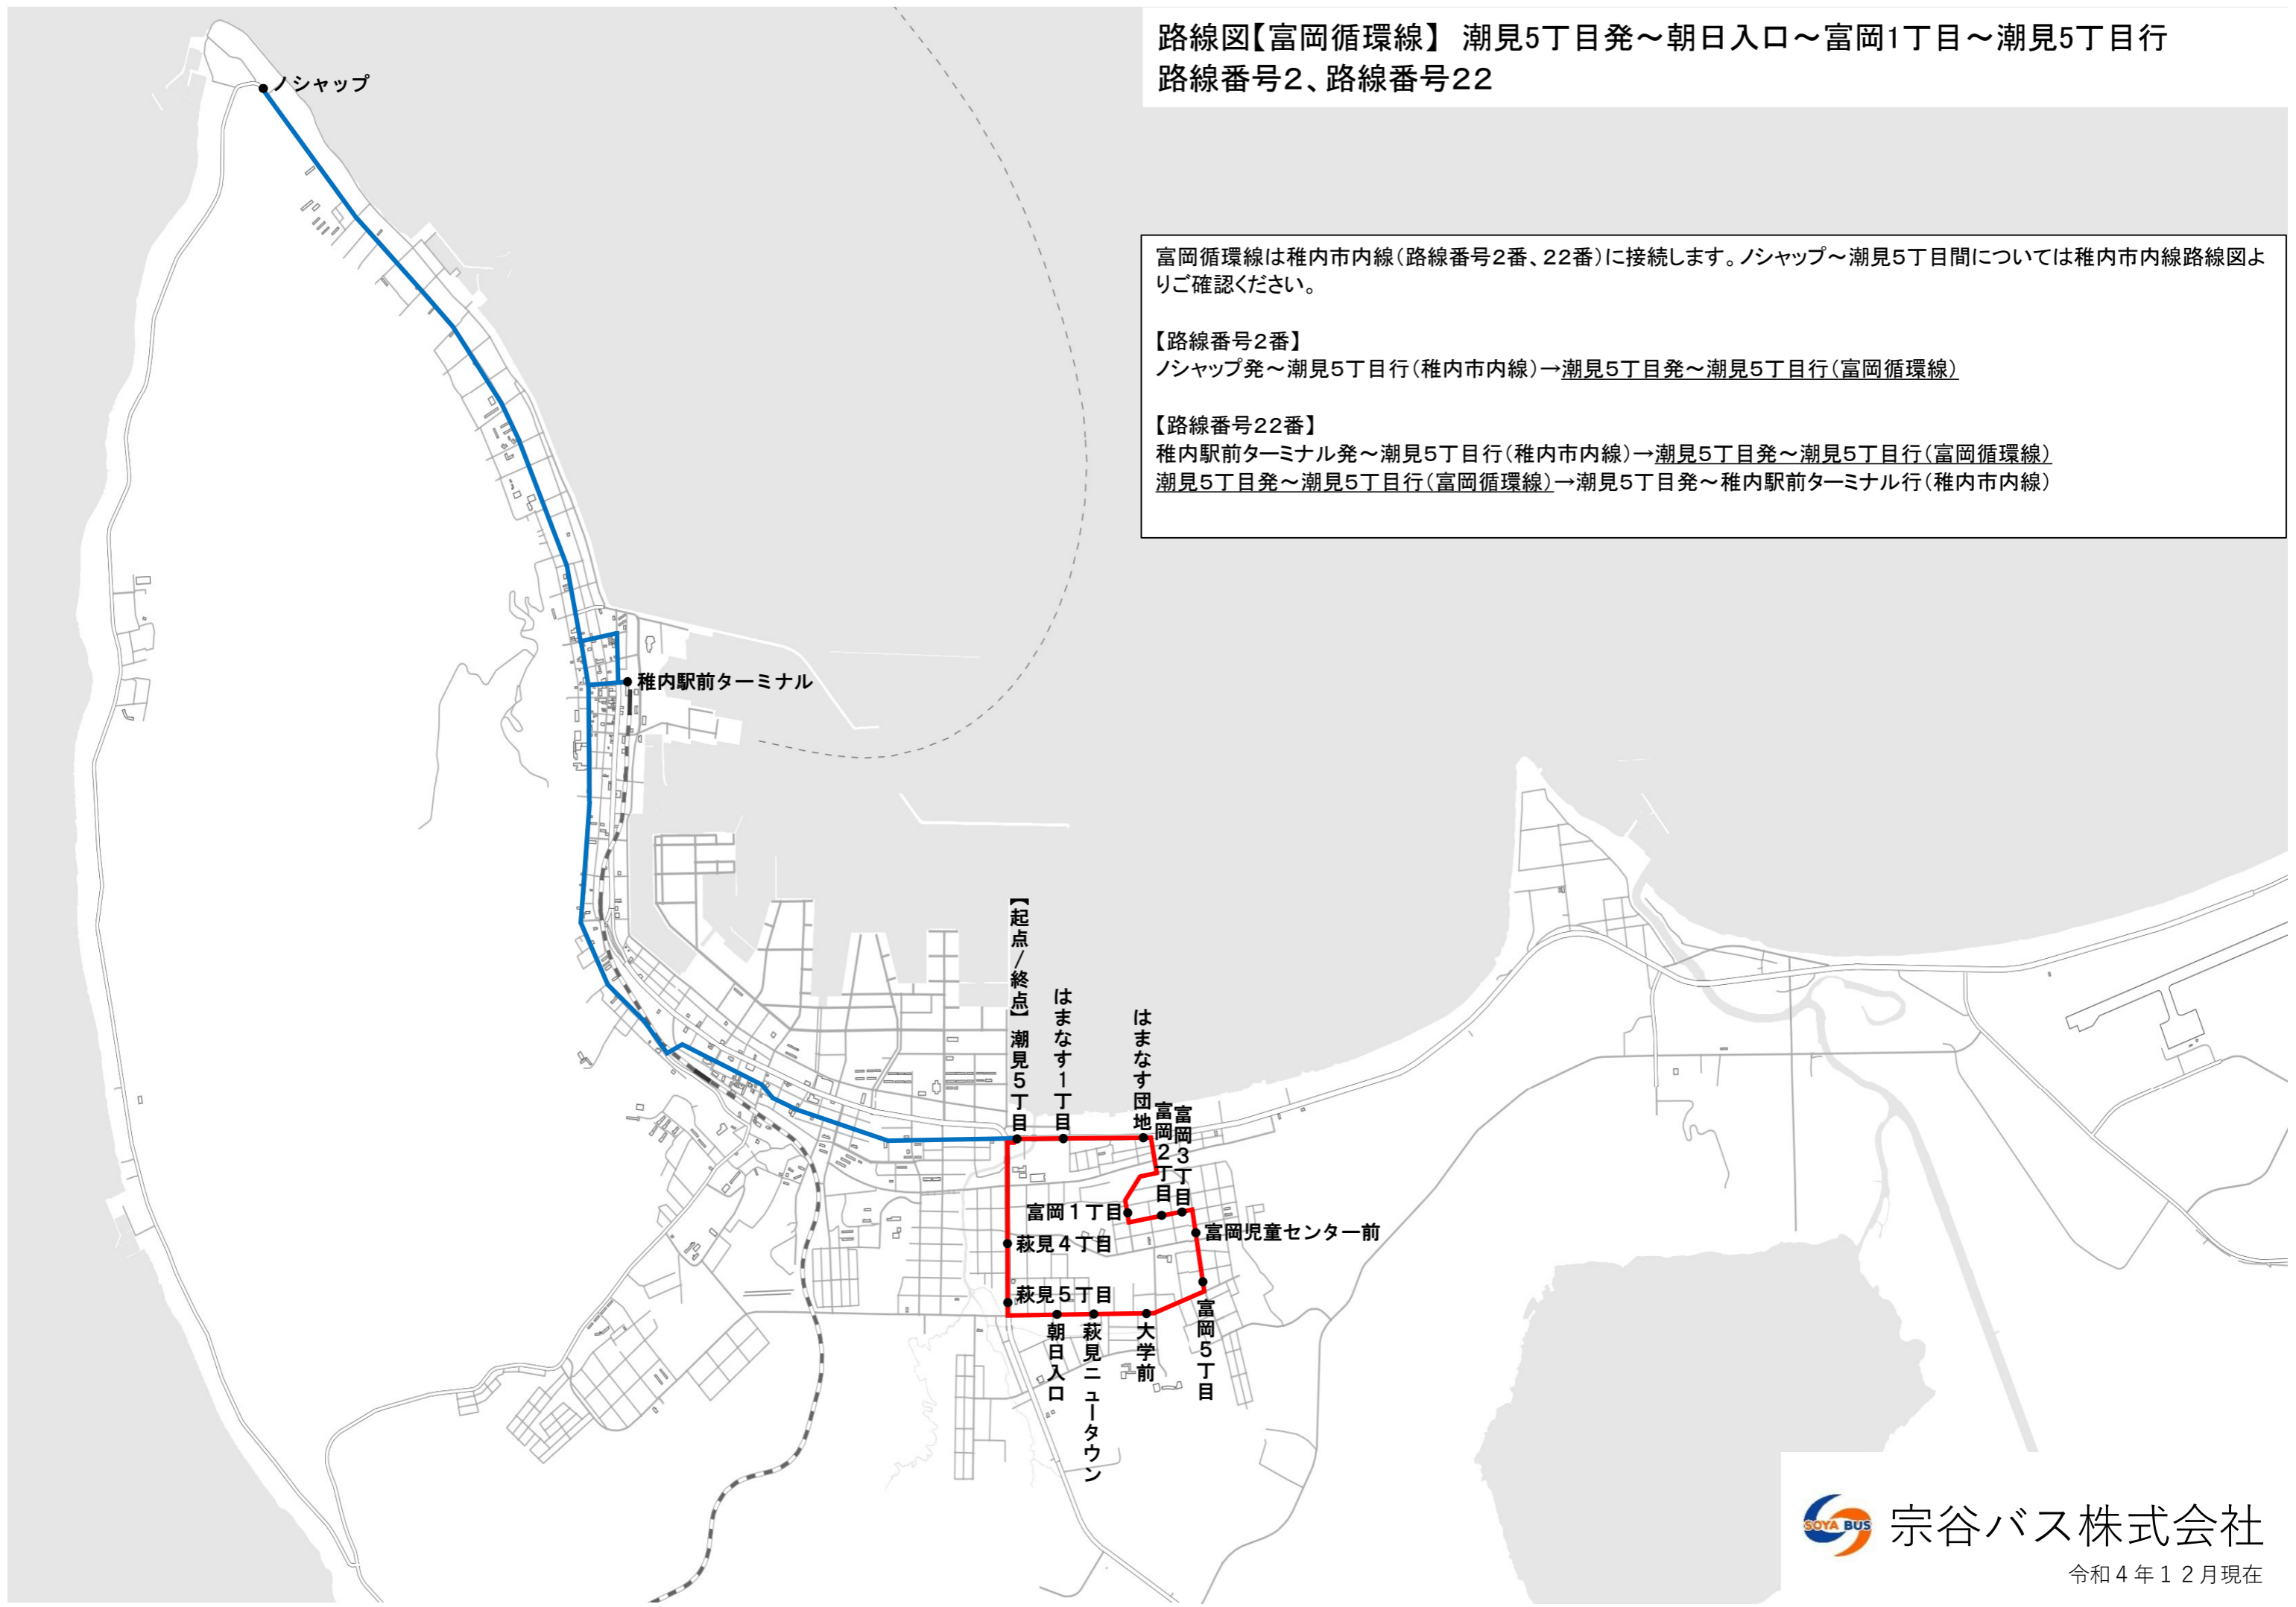 路線図【富岡循環線】 潮見5丁目発～朝日入口～富岡1丁目～潮見5丁目行
路線番号2、路線番号22
ノシャップ
富岡循環線は稚内市内線（路線番号2番、22番）に接続します。ノシャップ～潮見5丁目間については稚内市内線路線図よ
りご確認ください。
【路線番号2番】
ノシャップ発～潮見5丁目行（稚内市内線）→潮見5丁目発～潮見5丁目行（富岡循環線）
【路線番号22番】
稚内駅前ターミナル発～潮見5丁目行（稚内市内線）→潮見5丁目発～潮見5丁目行（富岡循環線）
潮見5丁目発～潮見5丁目行（富岡循環線）→潮見5丁目発～稚内駅前ターミナル行（稚内市内線）
稚内駅前ターミナル
【起点/終点】潮見5丁目
はまなす1丁目
はまなす団地
富岡2丁目
富岡3丁目
富岡1丁目
富岡児童センター前
萩見4丁目
萩見5丁目
朝日入口
萩見ニュータウン
大学前
富岡5丁目
SOYA BUS
宗谷バス株式会社
令和4年12月現在